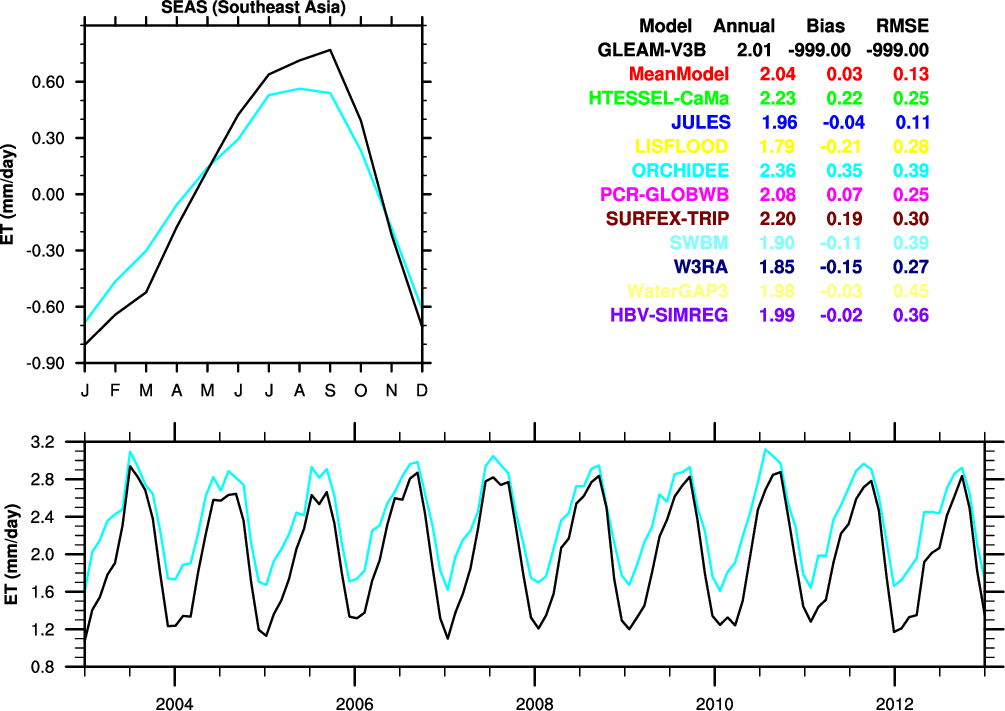 SEAS (Southeast Asia)
Model Annual Bias RMSE
GLEAM-V3B 2.01 -999.00 -999.00
MeanModel 2.04 0.03 0.13
HTESSEL-CaMa 2.23 0.22 0.25
JULES 1.96 -0.04 0.11
LISFLOOD 1.79 -0.21 0.28
ORCHIDEE 2.36 0.35 0.39
PCR-GLOBWB 2.08 0.07 0.25
SURFEX-TRIP 2.20 0.19 0.30
SWBM 1.90 -0.11 0.39
W3RA 1.85 -0.15 0.27
WaterGAP3 1.98 -0.03 0.45
HBV-SIMREG 1.99 -0.02 0.36
ET (mm/day)
0.60
0.30
0.00
-0.30
-0.60
-0.90
J F M A M J J A S O N D
ET (mm/day)
3.2
2.8
2.4
2.0
1.6
1.2
0.8
2004 2006 2008 2010 2012